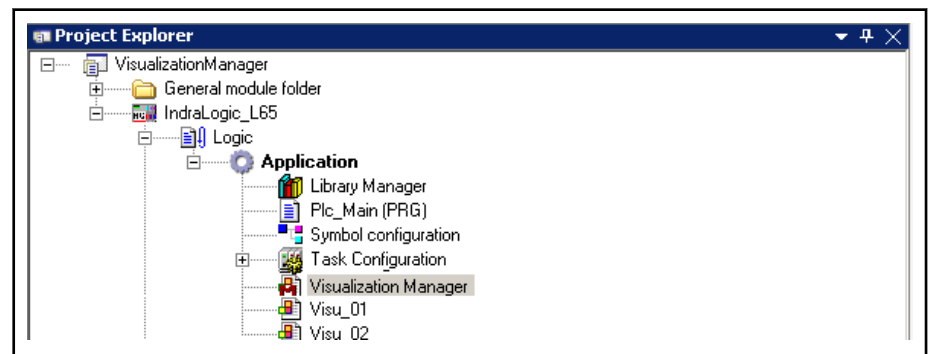 Project Explorer
VisualizationManager
General module folder
IndraLogic_L65
Logic
Application
Library Manager
Plc_Main (PRG)
Symbol configuration
Task Configuration
Visualization Manager
Visu_01
Visu_02